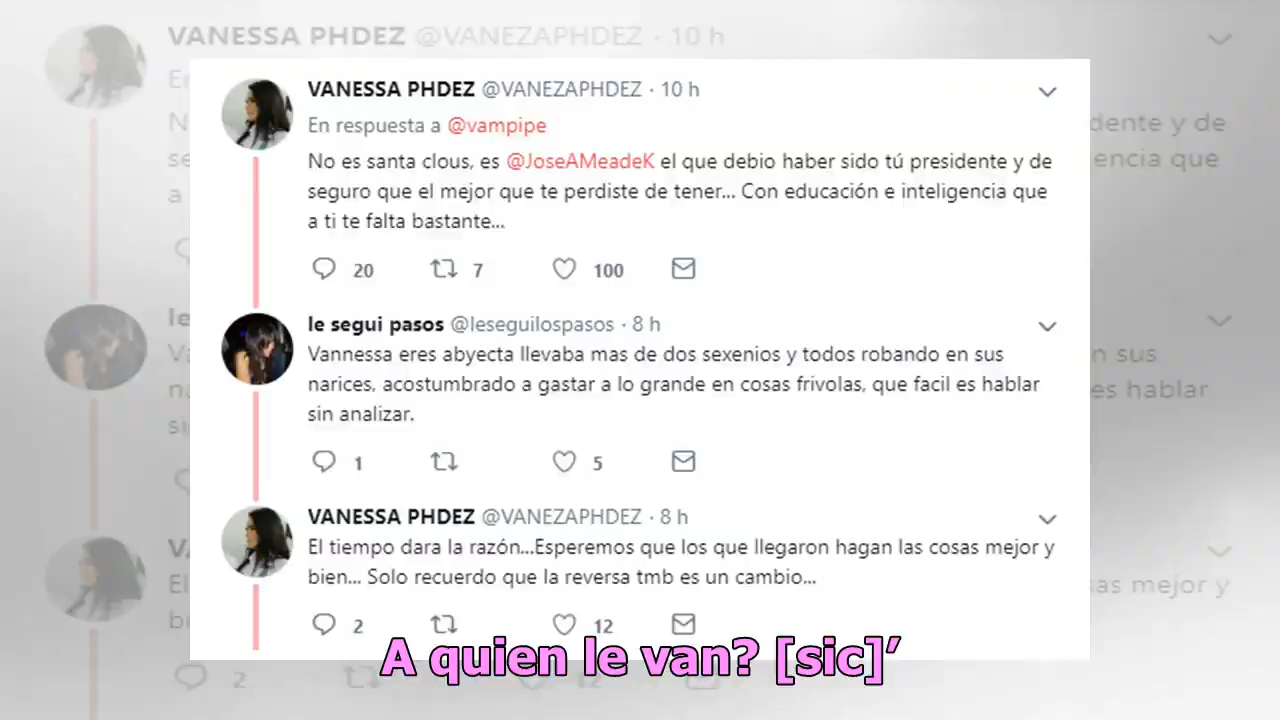 VANESSA PHDEZ @VANEZAPHDEZ · 10 h
VANESSA PHDEZ @VANEZAPHDEZ · 10 h
En respuesta a @vampipe
No es santa clous, es @JoseAMeadeK el que debio haber sido tú presidente y de
seguro que el mejor que te perdiste de tener... Con educación e inteligencia que
a ti te falta bastante...
20 7 100
le segui pasos @leseguilospasos · 8 h
Vannessa eres abyecta llevaba mas de dos sexenios y todos robando en sus
narices, acostumbrado a gastar a lo grande en cosas frivolas, que facil es hablar
sin analizar.
1 5
VANESSA PHDEZ @VANEZAPHDEZ · 8 h
El tiempo dara la razón...Esperemos que los que llegaron hagan las cosas mejor y
bien... Solo recuerdo que la reversa tmb es un cambio...
2 12
A quien le van? [sic]’